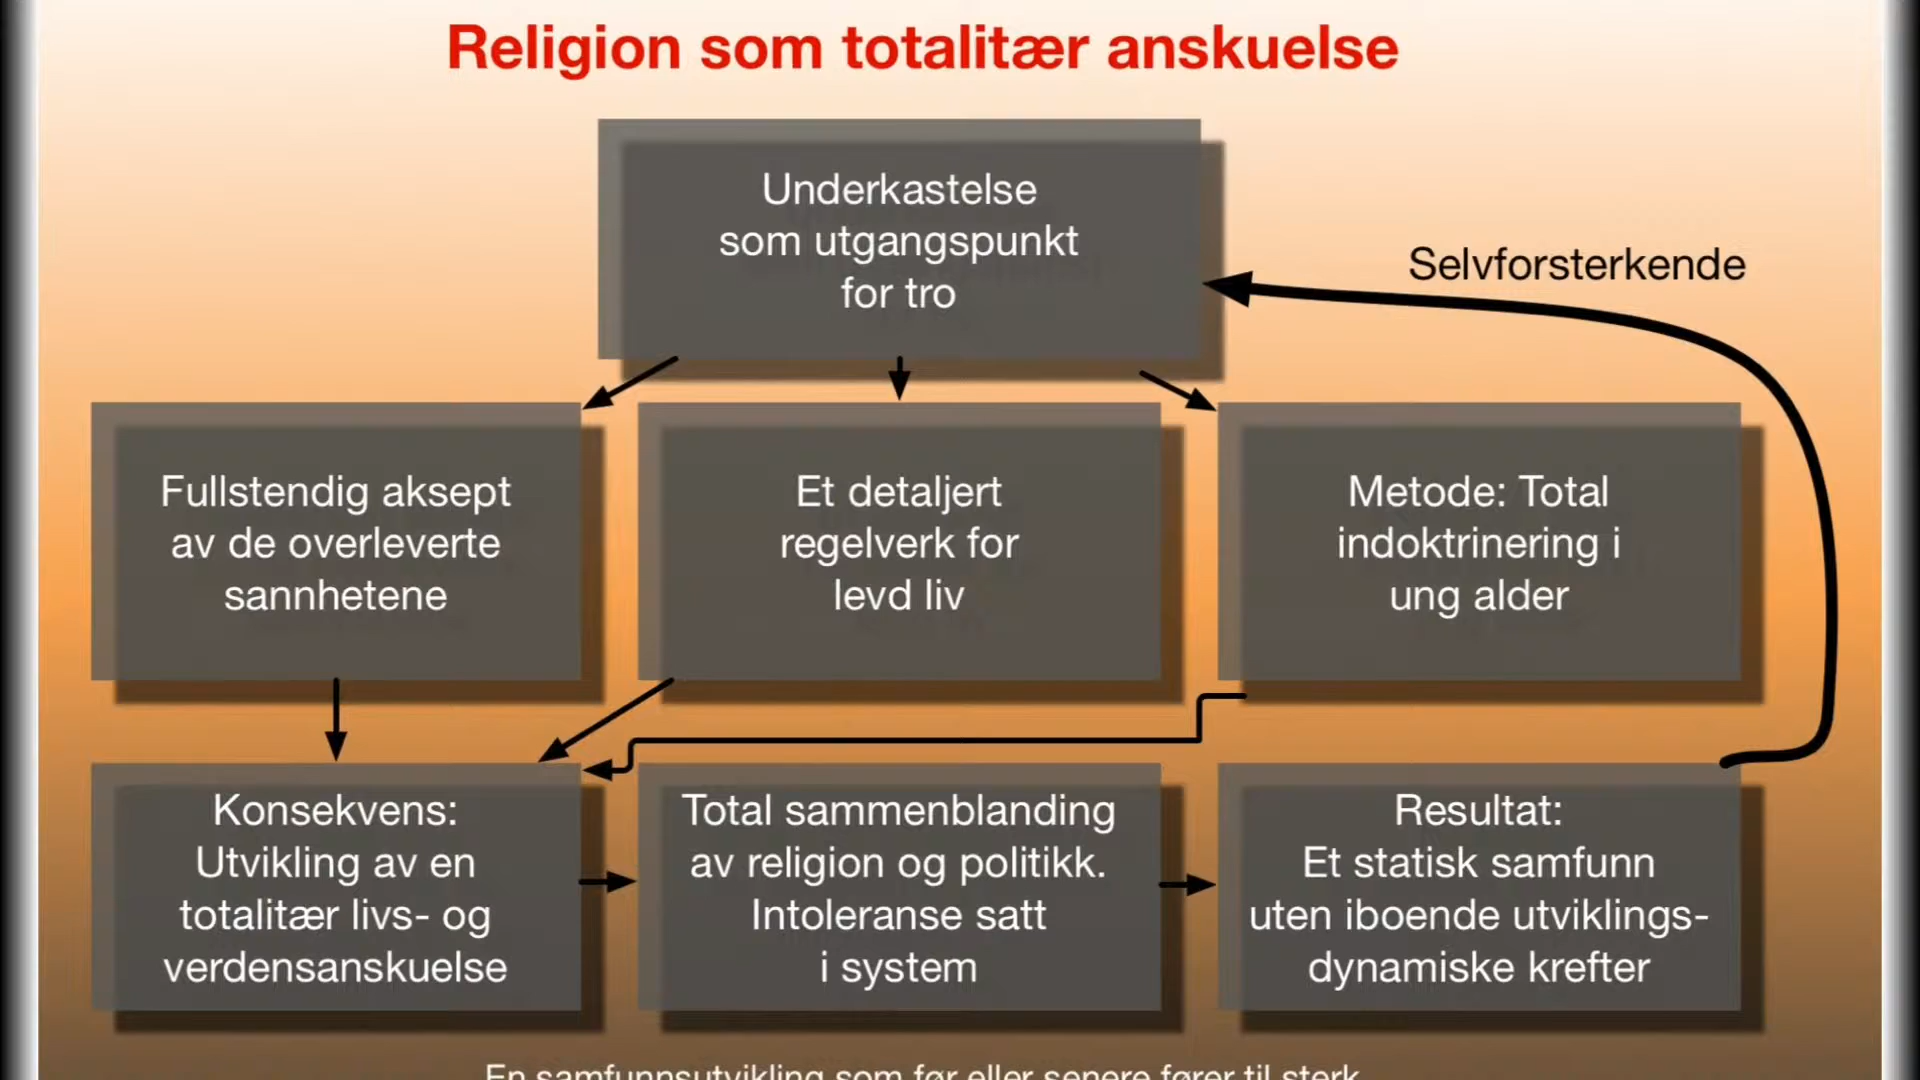 Religion som totalitær anskuelse
Underkastelse
som utgangspunkt
for tro
Selvforsterkende
Fullstendig aksept
av de overleverte
sannhetene
Et detaljert
regelverk for
levd liv
Metode: Total
indoktrinering i
ung alder
Konsekvens:
Utvikling av en
totalitær livs- og
verdensanskuelse
Total sammenblanding
av religion og politikk.
Intoleranse satt
i system
Resultat:
Et statisk samfunn
uten iboende utviklings-
dynamiske krefter
En samfunnsutvikling som før eller senere fører til sterk